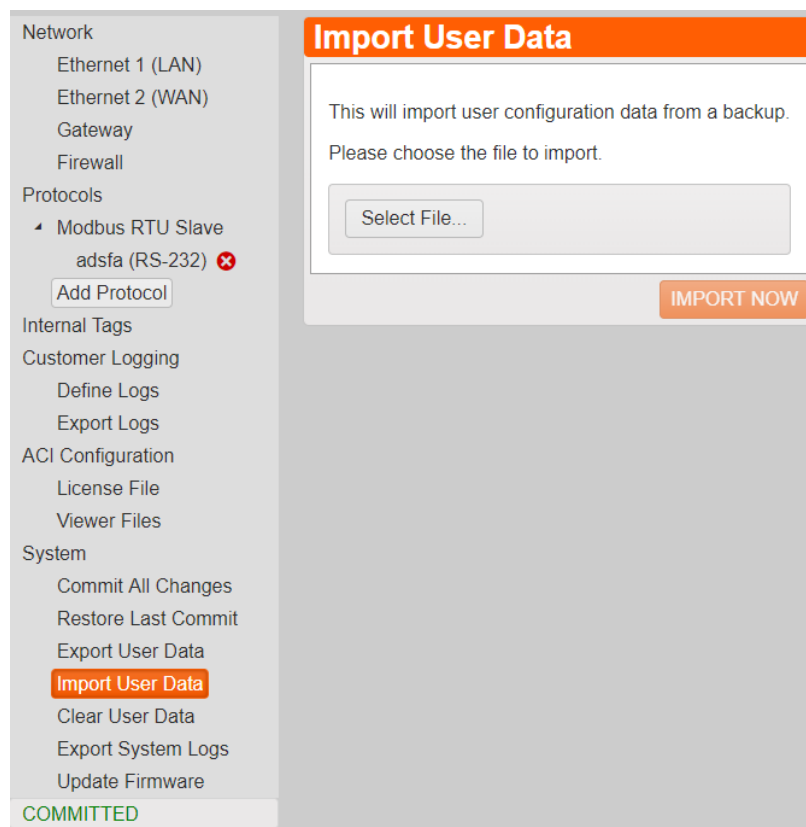 Network
Ethernet 1 (LAN)
Ethernet 2 (WAN)
Gateway
Firewall
Protocols
Modbus RTU Slave
adsfa (RS-232)
Add Protocol
Internal Tags
Customer Logging
Define Logs
Export Logs
ACI Configuration
License File
Viewer Files
System
Commit All Changes
Restore Last Commit
Export User Data
Import User Data
Clear User Data
Export System Logs
Update Firmware
COMMITTED
Import User Data
This will import user configuration data from a backup.
Please choose the file to import.
Select File...
IMPORT NOW